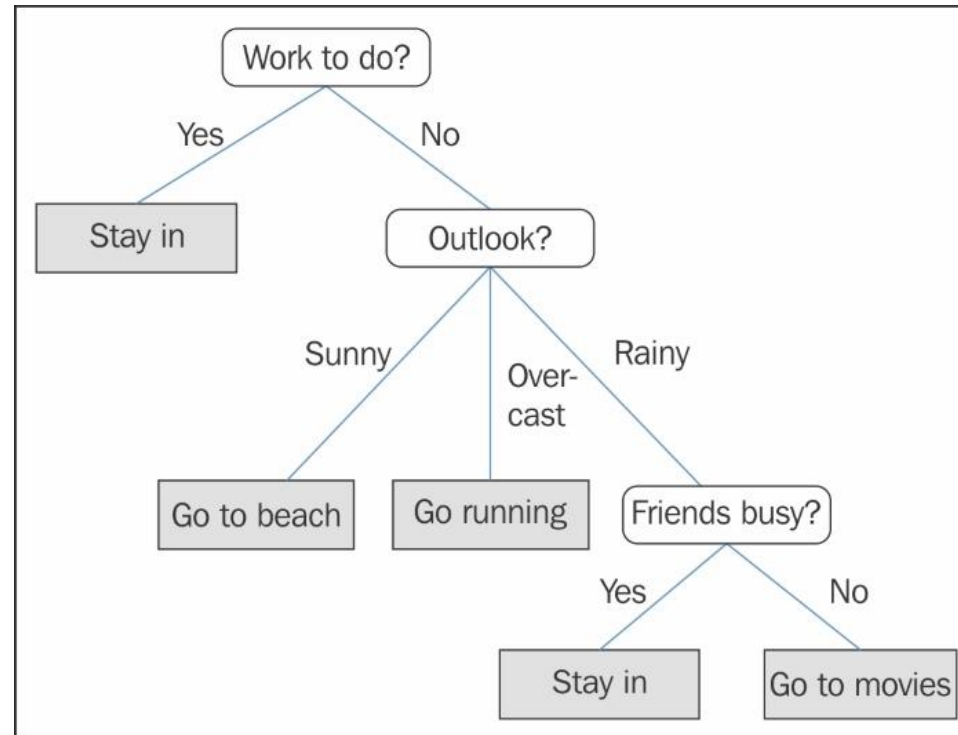 Work to do?
Yes
No
Stay in
Outlook?
Sunny
Over-
cast
Rainy
Go to beach
Go running
Friends busy?
Yes
No
Stay in
Go to movies